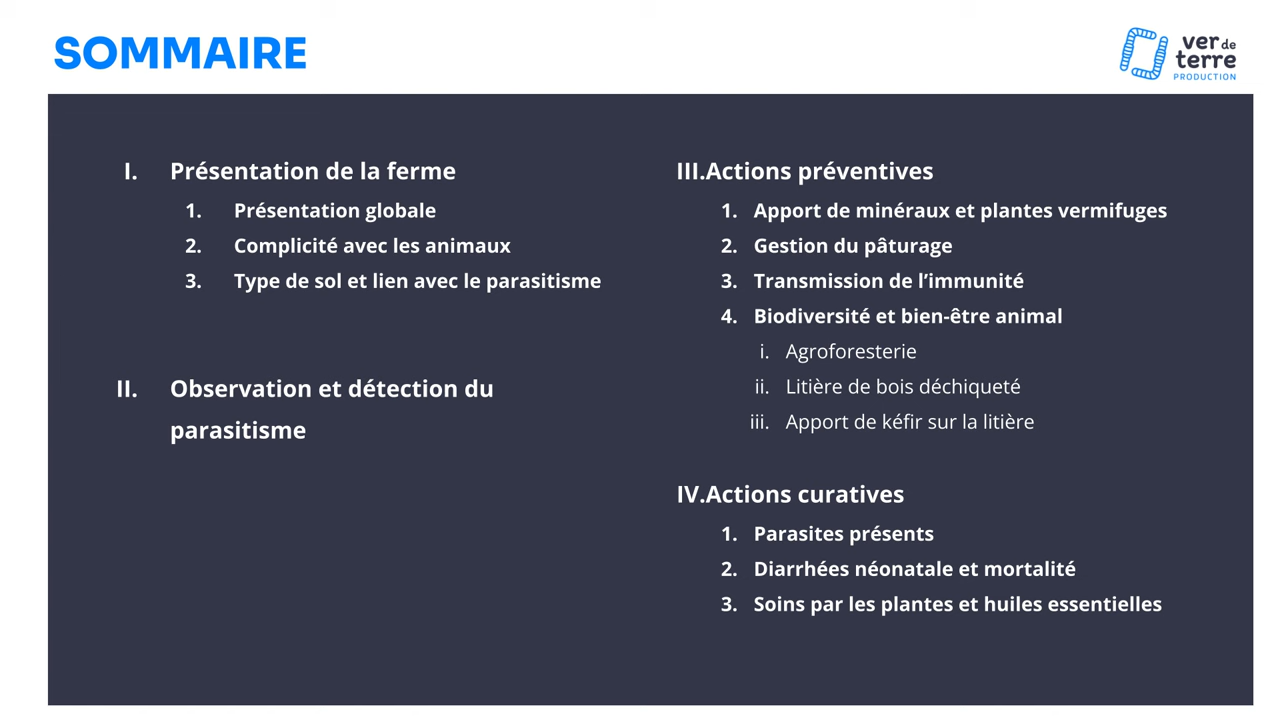 SOMMAIRE
ver de
terre
PRODUCTION
I. Présentation de la ferme
1. Présentation globale
2. Complicité avec les animaux
3. Type de sol et lien avec le parasitisme
II. Observation et détection du
parasitisme
III.Actions préventives
1. Apport de minéraux et plantes vermifuges
2. Gestion du pâturage
3. Transmission de l’immunité
4. Biodiversité et bien-être animal
i. Agroforesterie
ii. Litière de bois déchiqueté
iii. Apport de kéfir sur la litière
IV.Actions curatives
1. Parasites présents
2. Diarrhées néonatale et mortalité
3. Soins par les plantes et huiles essentielles